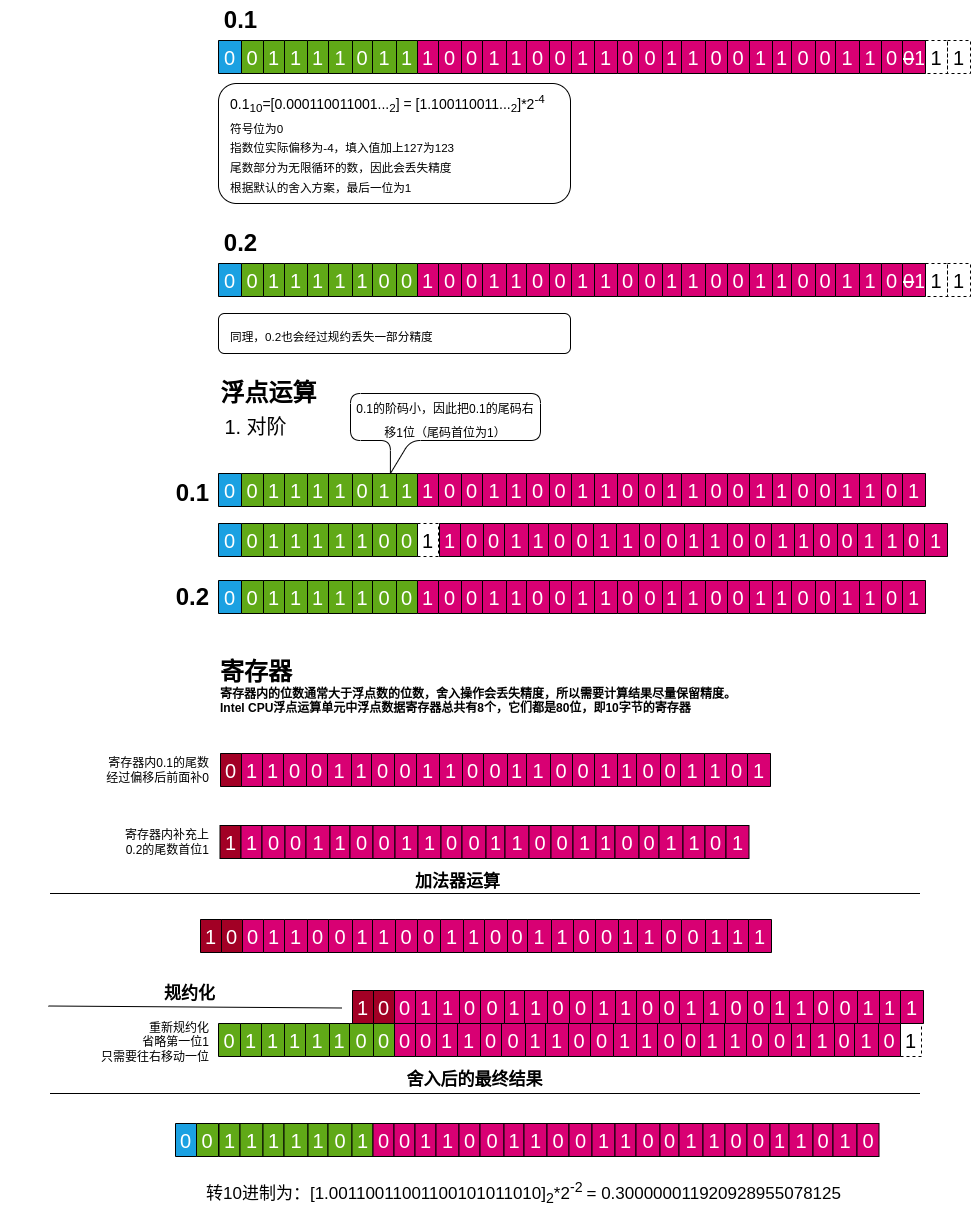 0.1
0 0 1 1 1 1 0 1 1 1 0 0 1 1 0 0 1 1 0 0 1 1 0 0 1 1 0 0 1 1 0 0 1 1 1
0.1₁₀=[0.000110011001...₂] = [1.100110011...₂]*2⁻⁴
符号位为0
指数位实际偏移为-4，填入值加上127为123
尾数部分为无限循环的数，因此会丢失精度
根据默认的舍入方案，最后一位为1
0.2
0 0 1 1 1 1 1 0 0 1 0 0 1 1 0 0 1 1 0 0 1 1 0 0 1 1 0 0 1 1 0 0 1 1 1
同理，0.2也会经过规约丢失一部分精度
浮点运算
1. 对阶
0.1的阶码小，因此把0.1的尾码右
移1位（尾码首位为1）
0.1 0 0 1 1 1 1 0 1 1 1 0 0 1 1 0 0 1 1 0 0 1 1 0 0 1 1 0 0 1 1 0 1
0 0 1 1 1 1 1 0 0 1 1 0 0 1 1 0 0 1 1 0 0 1 1 0 0 1 1 0 0 1 1 0 1
0.2 0 0 1 1 1 1 1 0 0 1 0 0 1 1 0 0 1 1 0 0 1 1 0 0 1 1 0 0 1 1 0 1
寄存器
寄存器内的位数通常大于浮点数的位数，舍入操作会丢失精度，所以需要计算结果尽量保留精度。
Intel CPU浮点运算单元中浮点数据寄存器总共有8个，它们都是80位，即10字节的寄存器
寄存器内0.1的尾数
经过偏移后前面补0
0 1 1 0 0 1 1 0 0 1 1 0 0 1 1 0 0 1 1 0 0 1 1 0 1
寄存器内补充上
0.2的尾数首位1
1 1 0 0 1 1 0 0 1 1 0 0 1 1 0 0 1 1 0 0 1 1 0 1
加法器运算
1 0 0 1 1 0 0 1 1 0 0 1 1 0 0 1 1 0 0 1 1 0 0 1 1 1
规约化
1 0 0 1 1 0 0 1 1 0 0 1 1 0 0 1 1 0 0 1 1 0 0 1 1 1
重新规约化
省略第一位1
只需要往右移动一位
0 1 1 1 1 1 0 0 0 0 1 1 0 0 1 1 0 0 1 1 0 0 1 1 0 0 1 1 0 1 0 1
舍入后的最终结果
0 0 1 1 1 1 1 0 1 0 0 1 1 0 0 1 1 0 0 1 1 0 0 1 1 0 0 1 1 0 1 0
转10进制为：[1.00110011001100101011010]₂*2⁻² = 0.300000011920928955078125